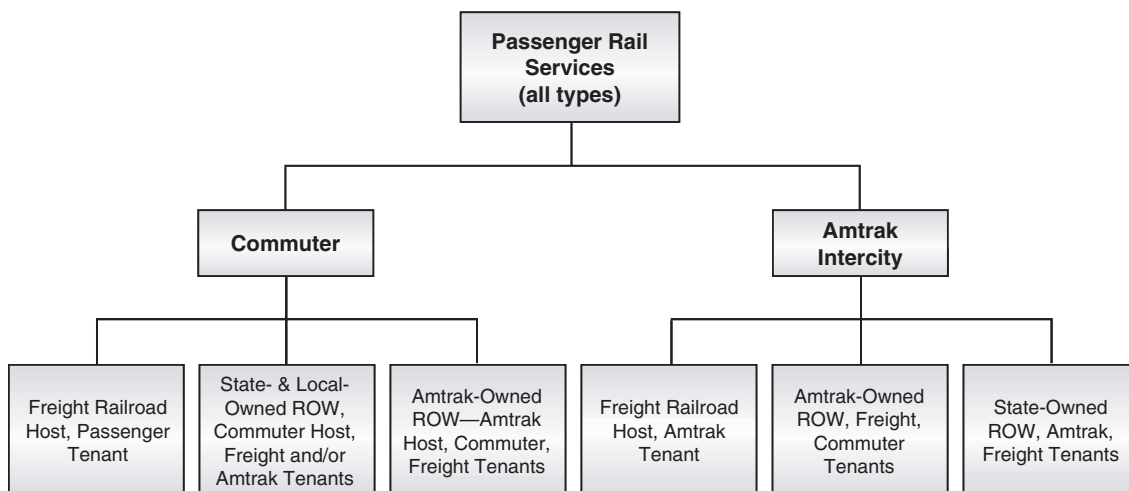 Passenger Rail
Services
(all types)
Commuter
Amtrak
Intercity
Freight Railroad
Host, Passenger
Tenant
State- & Local-
Owned ROW,
Commuter Host,
Freight and/or
Amtrak Tenants
Amtrak-Owned
ROW—Amtrak
Host, Commuter,
Freight Tenants
Freight Railroad
Host, Amtrak
Tenant
Amtrak-Owned
ROW, Freight,
Commuter
Tenants
State-Owned
ROW, Amtrak,
Freight Tenants